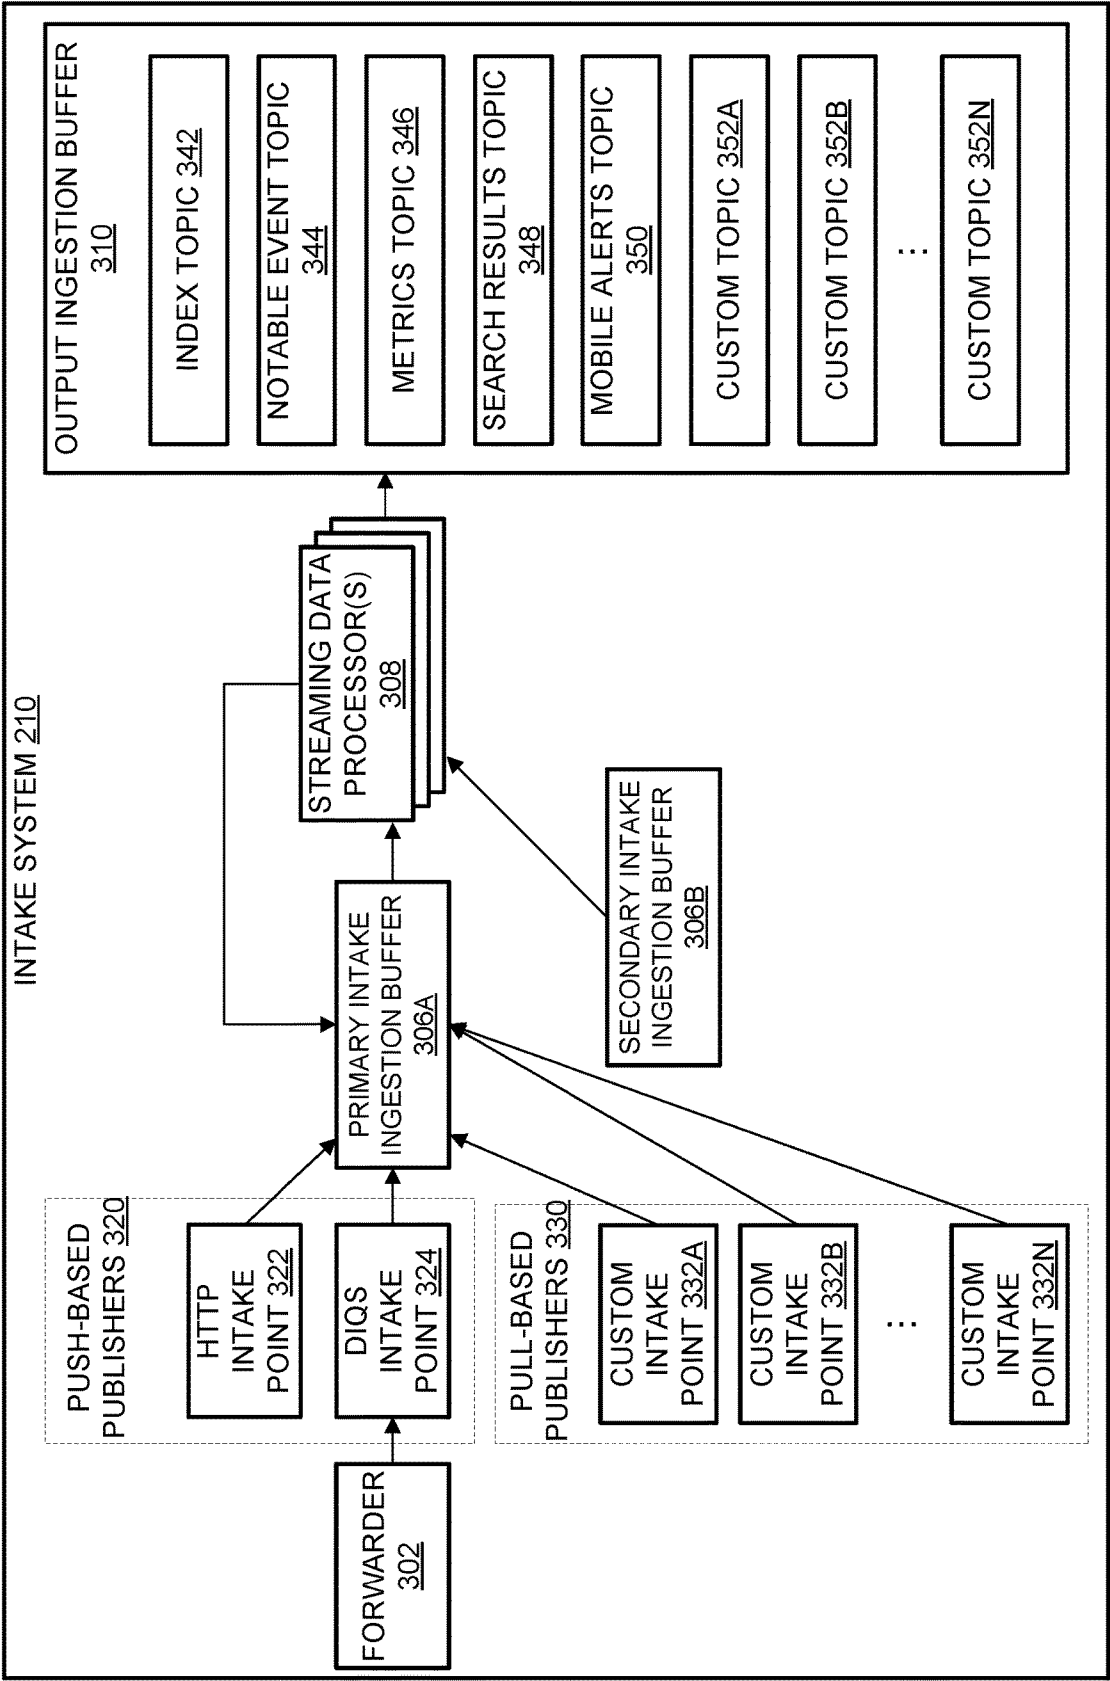 INTAKE SYSTEM 210
PUSH-BASED
PUBLISHERS 320
HTTP
INTAKE
POINT 322
DIQS
INTAKE
POINT 324
FORWARDER
302
PULL-BASED
PUBLISHERS 330
CUSTOM
INTAKE
POINT 332A
CUSTOM
INTAKE
POINT 332B
...
CUSTOM
INTAKE
POINT 332N
PRIMARY INTAKE
INGESTION BUFFER
306A
SECONDARY INTAKE
INGESTION BUFFER
306B
STREAMING DATA
PROCESSOR(S)
308
OUTPUT INGESTION BUFFER
310
INDEX TOPIC 342
NOTABLE EVENT TOPIC
344
METRICS TOPIC 346
SEARCH RESULTS TOPIC
348
MOBILE ALERTS TOPIC
350
CUSTOM TOPIC 352A
CUSTOM TOPIC 352B
...
CUSTOM TOPIC 352N